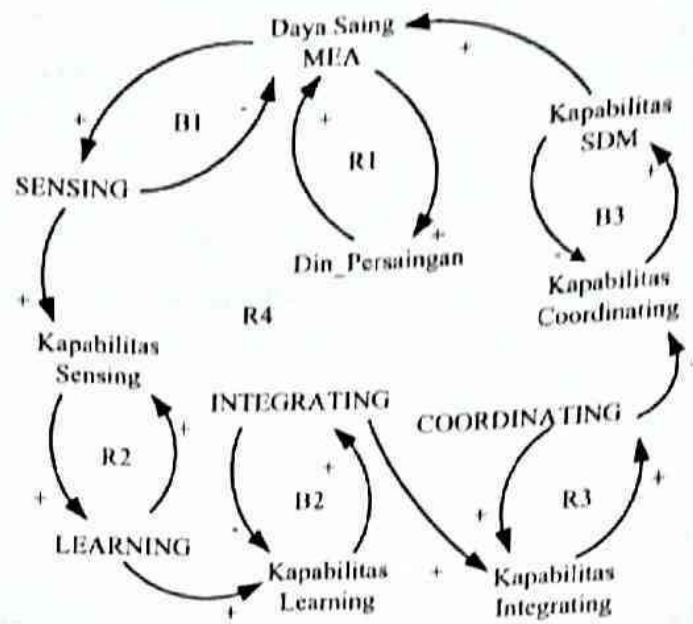 Daya Saing
MEA
+
+
B1
-
+
R1
Kapabilitas
SDM
+
B3
SENSING
+
Din_Persaingan
-
Kapabilitas
Coordinating
+
R4
Kapabilitas
Sensing
INTEGRATING
COORDINATING
+
R2
+
+
B2
-
+
R3
+
+
LEARNING
Kapabilitas
Learning
+
+
Kapabilitas
Integrating